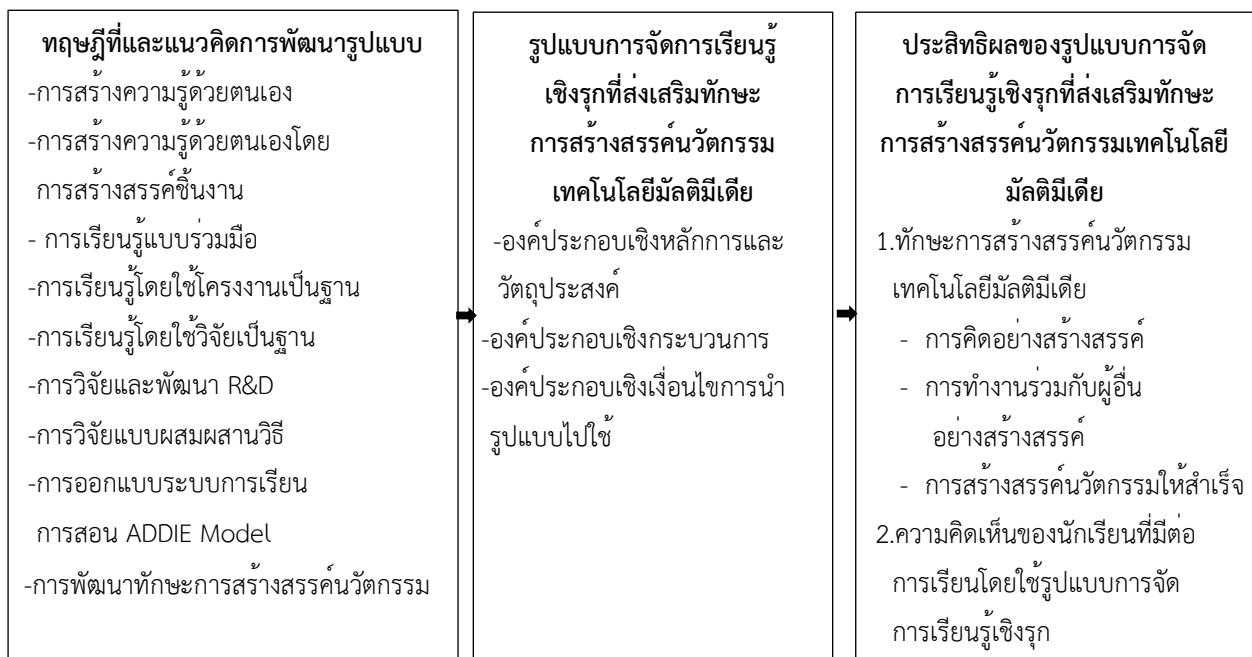 ทฤษฎีที่และแนวคิดการพัฒนารูปแบบ
-การสร้างความรู้ด้วยตนเอง
-การสร้างความรู้ด้วยตนเองโดย
การสร้างสรรค์ชิ้นงาน
- การเรียนรู้แบบร่วมมือ
-การเรียนรู้โดยใช้โครงงานเป็นฐาน
-การเรียนรู้โดยใช้วิจัยเป็นฐาน
-การวิจัยและพัฒนา R&D
-การวิจัยแบบผสมผสานวิธี
-การออกแบบระบบการเรียน
การสอน ADDIE Model
-การพัฒนาทักษะการสร้างสรรค์นวัตกรรม
รูปแบบการจัดการเรียนรู้
เชิงรุกที่ส่งเสริมทักษะ
การสร้างสรรค์นวัตกรรม
เทคโนโลยีมัลติมีเดีย
-องค์ประกอบเชิงหลักการและ
วัตถุประสงค์
-องค์ประกอบเชิงกระบวนการ
-องค์ประกอบเชิงเงื่อนไขการนำ
รูปแบบไปใช้
ประสิทธิผลของรูปแบบการจัด
การเรียนรู้เชิงรุกที่ส่งเสริมทักษะ
การสร้างสรรค์นวัตกรรมเทคโนโลยี
มัลติมีเดีย
1.ทักษะการสร้างสรรค์นวัตกรรม
เทคโนโลยีมัลติมีเดีย
- การคิดอย่างสร้างสรรค์
- การทำงานร่วมกับผู้อื่น
อย่างสร้างสรรค์
- การสร้างสรรค์นวัตกรรมให้สำเร็จ
2.ความคิดเห็นของนักเรียนที่มีต่อ
การเรียนโดยใช้รูปแบบการจัด
การเรียนรู้เชิงรุก